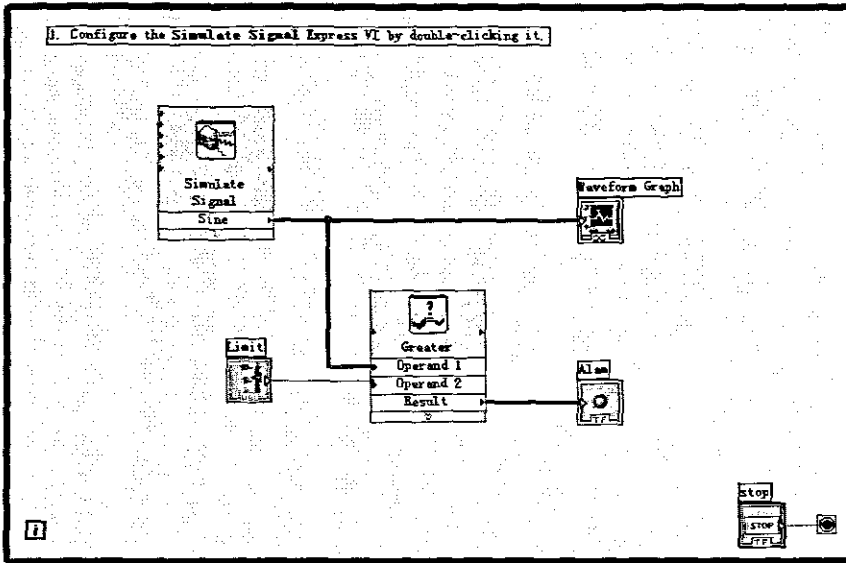 1. Configure the Simulate Signal Express VI by double-clicking it.
Simulate
Signal
Sine
Waveform Graph
Greater
Operand 1
Operand 2
Result
Limit
Alam
TF
stop
STOP
TF
i